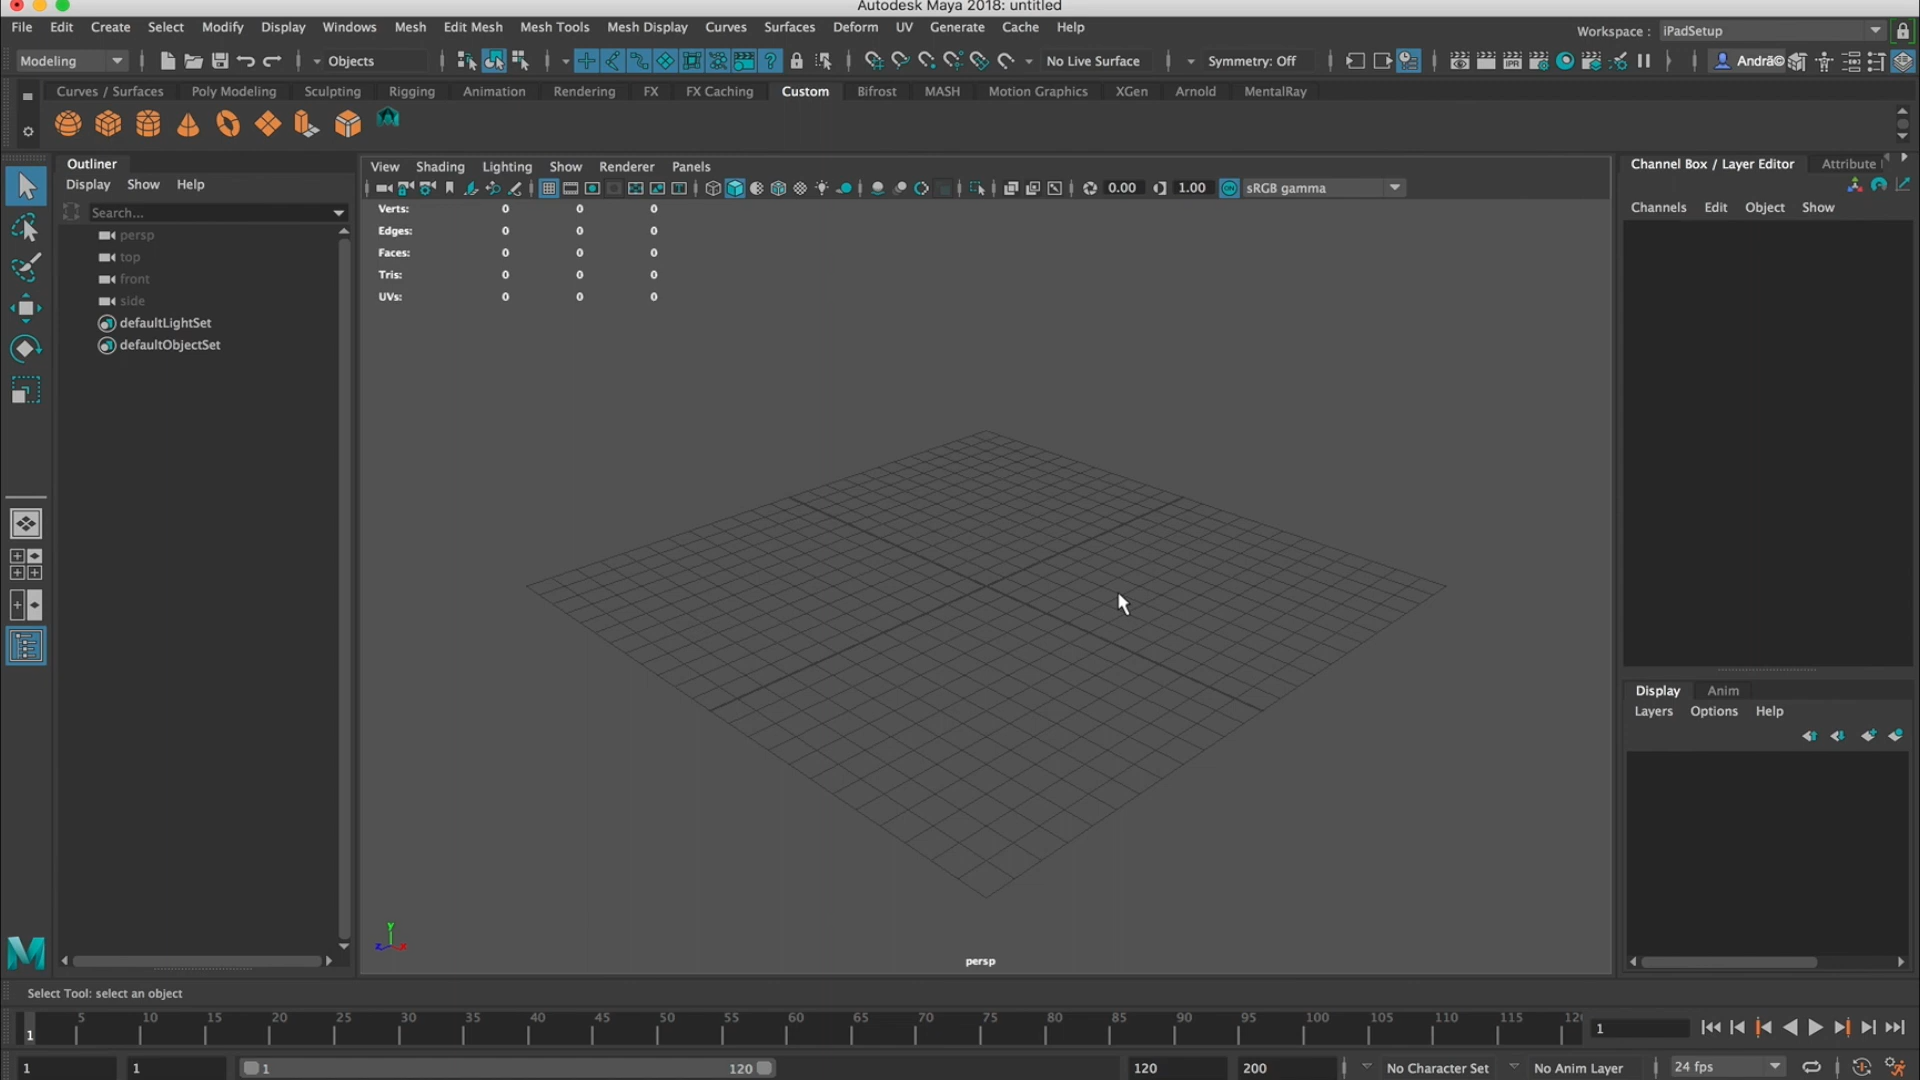 Autodesk Maya 2018: untitled
File Edit Create Select Modify Display Windows Mesh Edit Mesh Mesh Tools Mesh Display Curves Surfaces Deform UV Generate Cache Help
Workspace : iPadSetup
Modeling Objects No Live Surface Symmetry: Off IPR Andrã©
Curves / Surfaces Poly Modeling Sculpting Rigging Animation Rendering FX FX Caching Custom Bifrost MASH Motion Graphics XGen Arnold MentalRay
Outliner
Display Show Help
Search...
persp
top
front
side
defaultLightSet
defaultObjectSet
View Shading Lighting Show Renderer Panels
0.00 1.00 ON sRGB gamma
Verts: 0 0 0
Edges: 0 0 0
Faces: 0 0 0
Tris: 0 0 0
UVs: 0 0 0
y
z x
persp
Channel Box / Layer Editor Attribute
Channels Edit Object Show
Display Anim
Layers Options Help
M
Select Tool: select an object
5 10 15 20 25 30 35 40 45 50 55 60 65 70 75 80 85 90 95 100 105 110 115 12
1 1
1 1 1 120 120 200 No Character Set No Anim Layer 24 fps